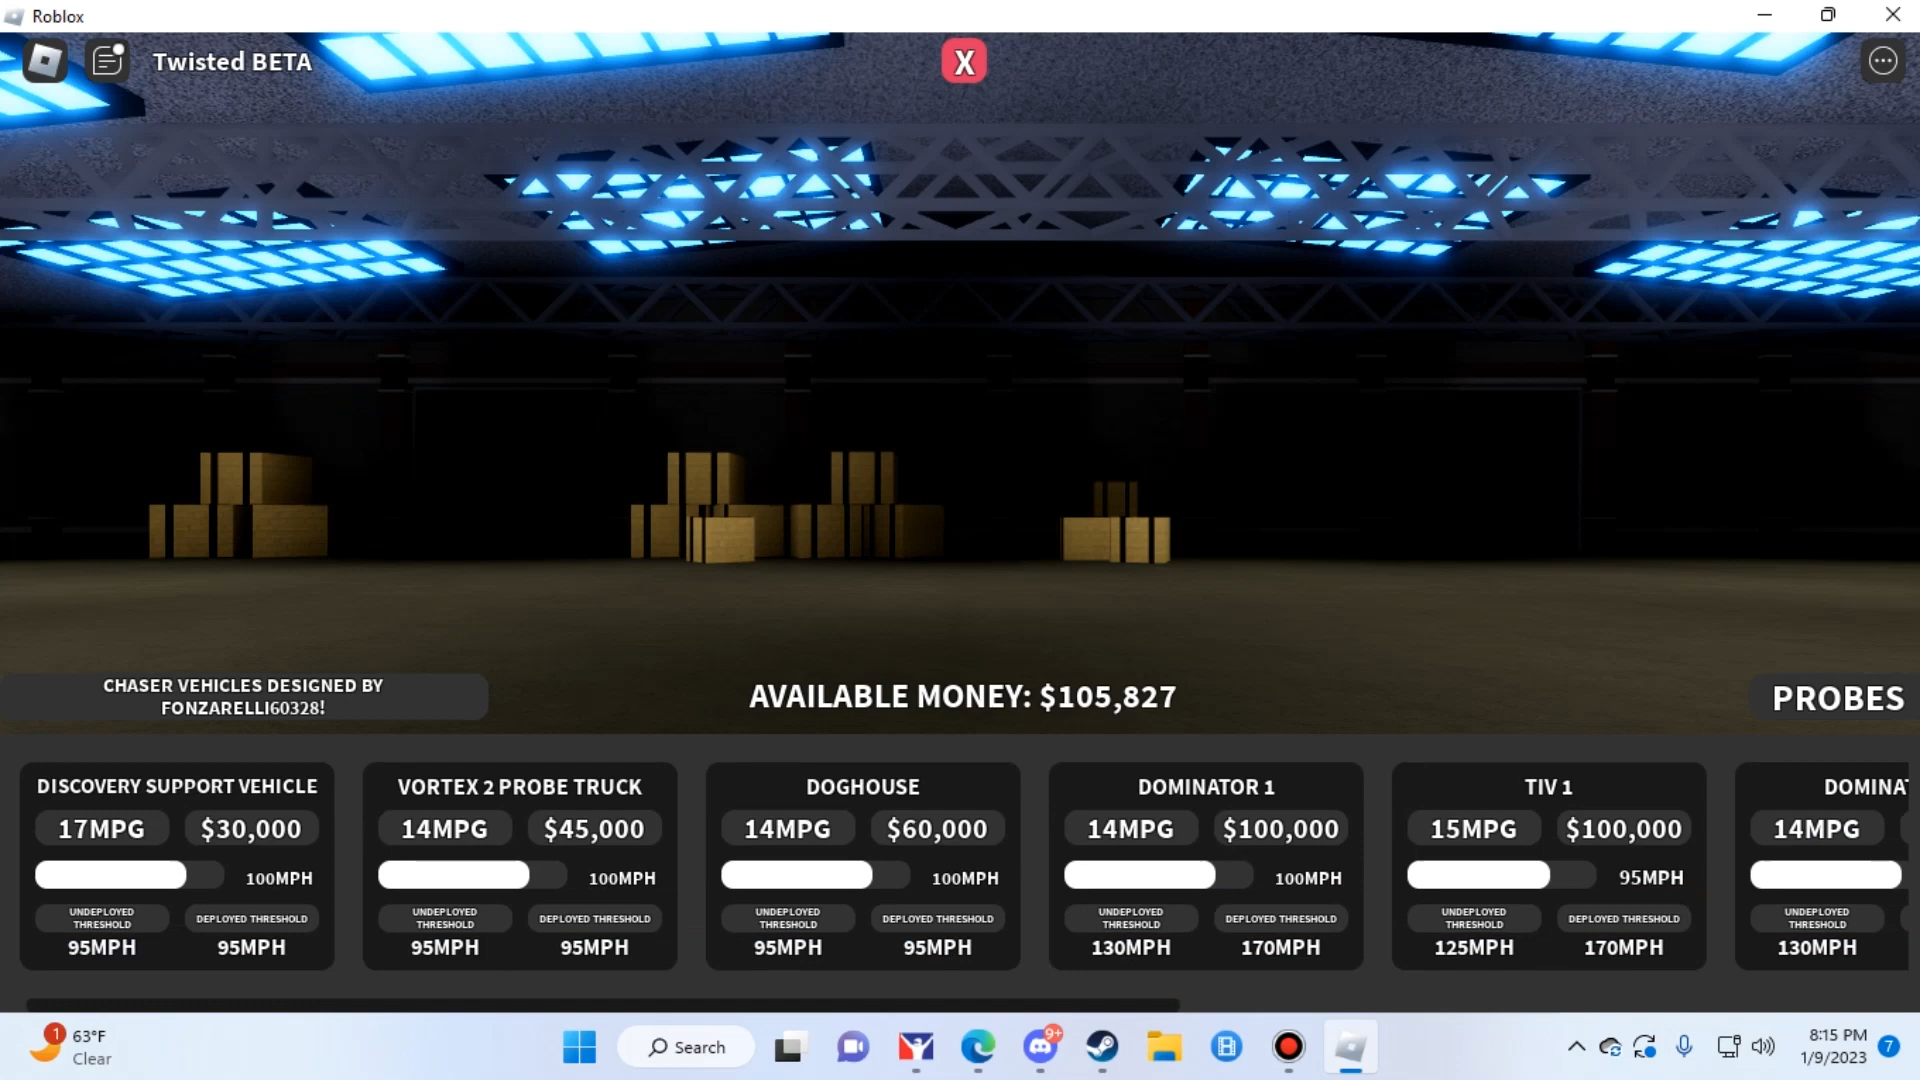 Roblox
Twisted BETA
X
CHASER VEHICLES DESIGNED BY
FONZARELLI60328!
AVAILABLE MONEY: $105,827
PROBES
DISCOVERY SUPPORT VEHICLE
17MPG $30,000
100MPH
UNDEPLOYED
THRESHOLD
DEPLOYED THRESHOLD
95MPH 95MPH
VORTEX 2 PROBE TRUCK
14MPG $45,000
100MPH
UNDEPLOYED
THRESHOLD
DEPLOYED THRESHOLD
95MPH 95MPH
DOGHOUSE
14MPG $60,000
100MPH
UNDEPLOYED
THRESHOLD
DEPLOYED THRESHOLD
95MPH 95MPH
DOMINATOR 1
14MPG $100,000
100MPH
UNDEPLOYED
THRESHOLD
DEPLOYED THRESHOLD
130MPH 170MPH
TIV 1
15MPG $100,000
95MPH
UNDEPLOYED
THRESHOLD
DEPLOYED THRESHOLD
125MPH 170MPH
DOMINAT
14MPG
UNDEPLOYED
THRESHOLD
130MPH
1
63°F
Clear
Search
9+
8:15 PM
1/9/2023
7